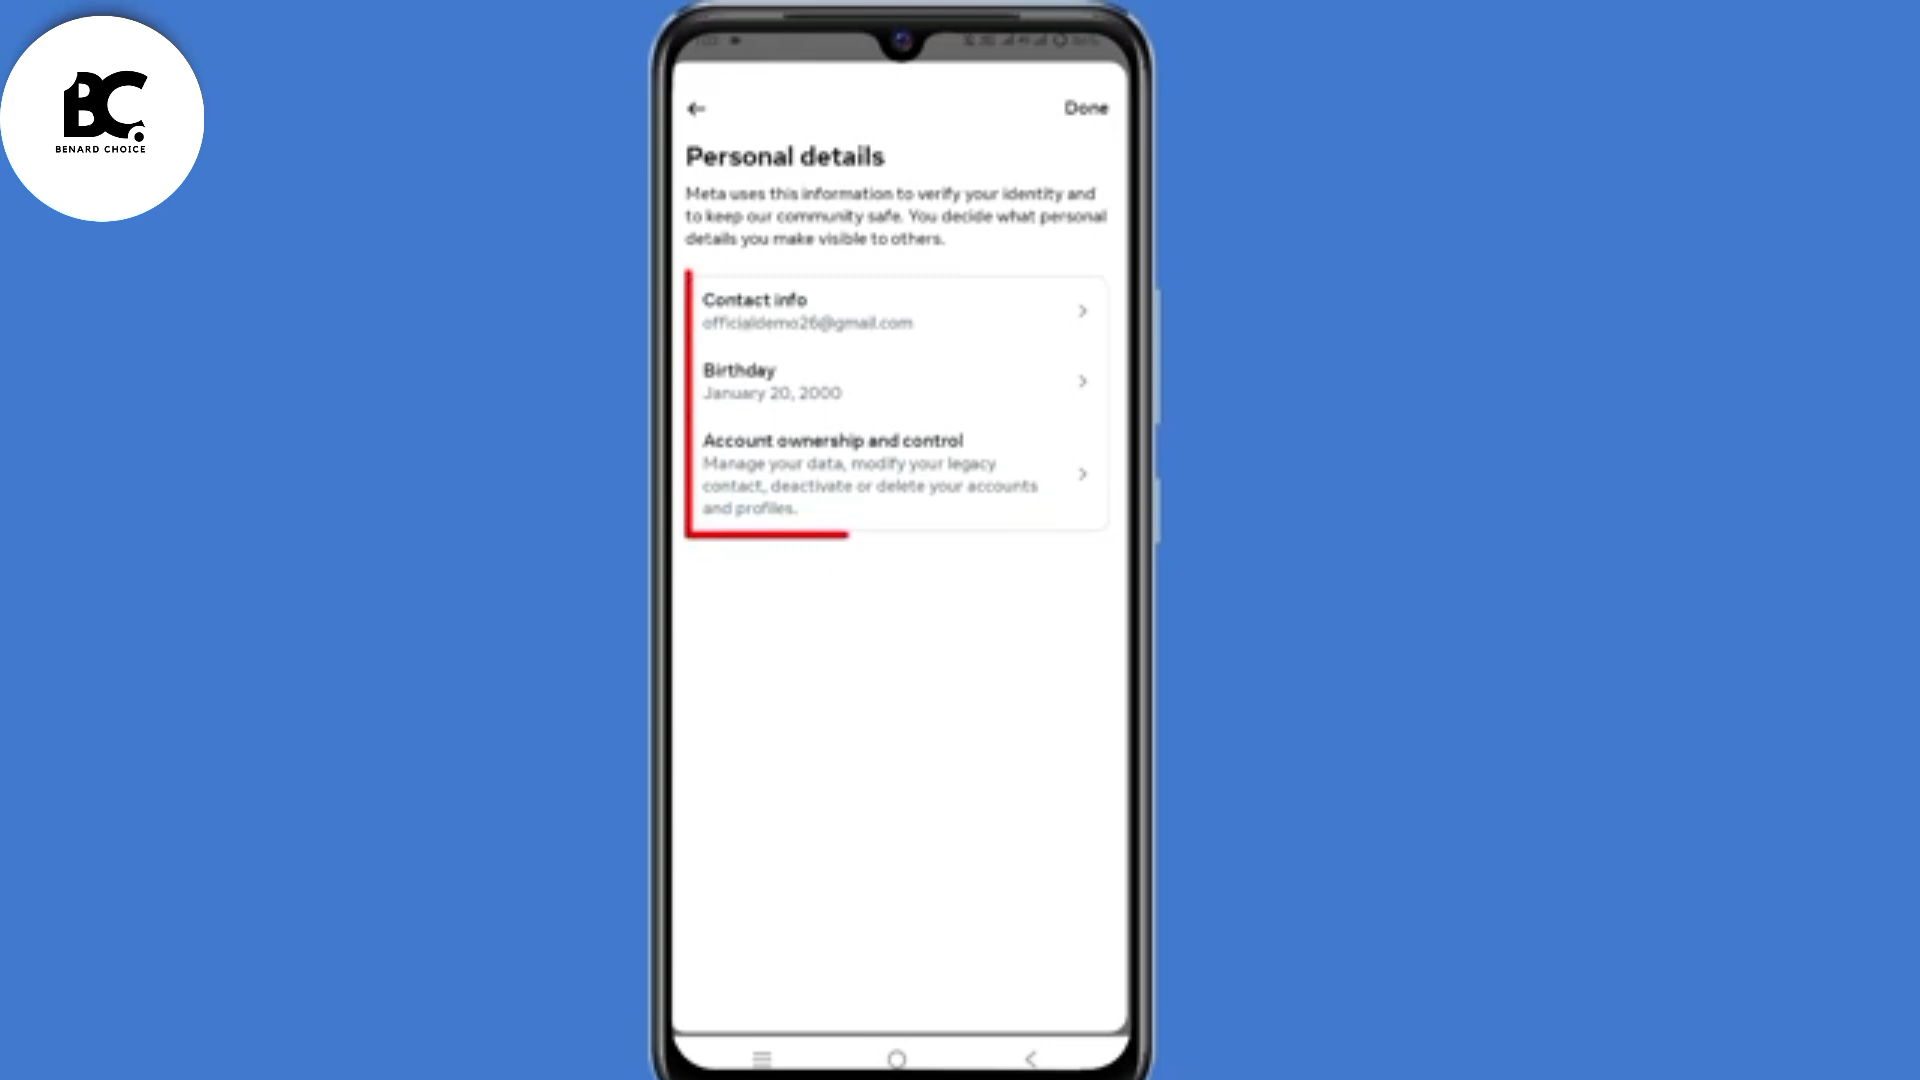 BC
BENARD CHOICE
Done
Personal details
Meta uses this information to verify your identity and
to keep our community safe. You decide what personal
details you make visible to others.
Contact info
officialdemo26@gmail.com
Birthday
January 20, 2000
Account ownership and control
Manage your data, modify your legacy
contact, deactivate or delete your accounts
and profiles.